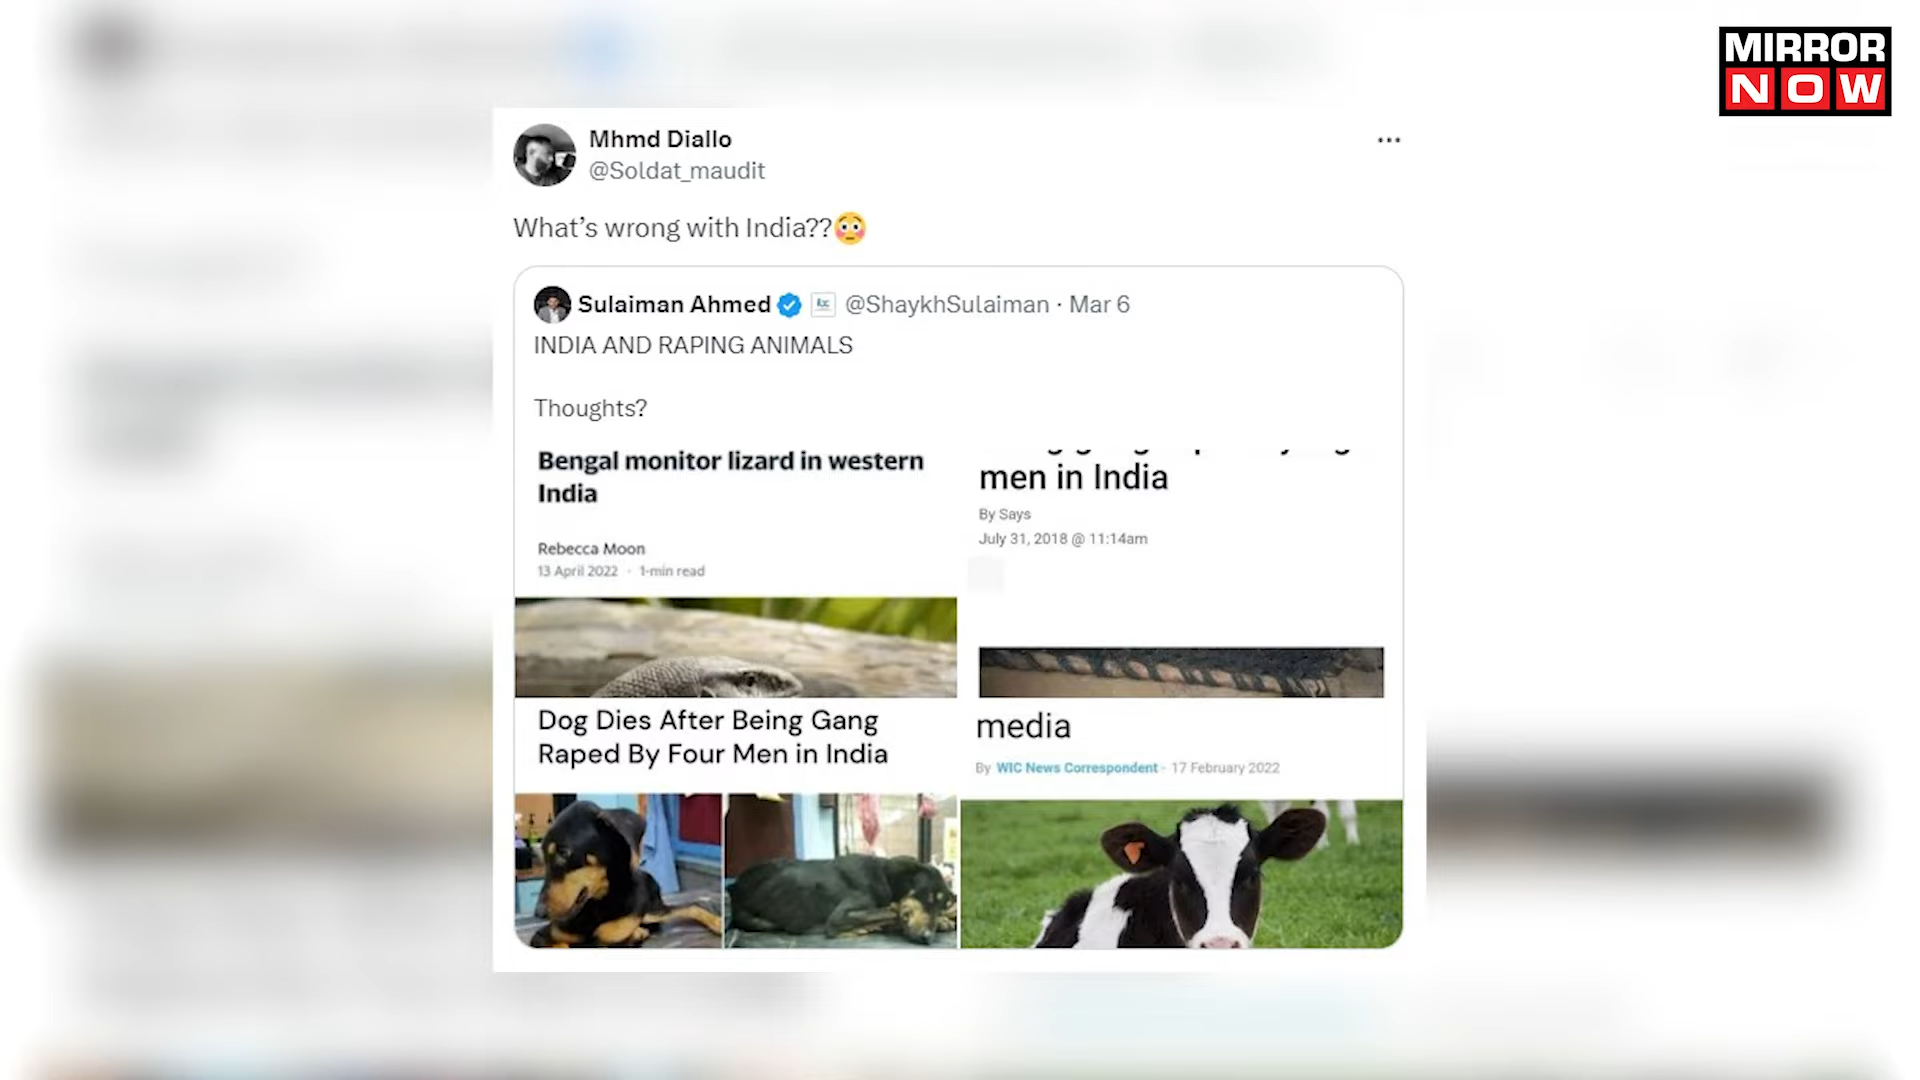 MIRROR
NOW
Mhmd Diallo
@Soldat_maudit
What's wrong with India??😳
Sulaiman Ahmed @ShaykhSulaiman · Mar 6
INDIA AND RAPING ANIMALS
Thoughts?
Bengal monitor lizard in western
India
Rebecca Moon
13 April 2022 · 1-min read
men in India
By Says
July 31, 2018 @ 11:14am
Dog Dies After Being Gang
Raped By Four Men in India
media
By WIC News Correspondent - 17 February 2022